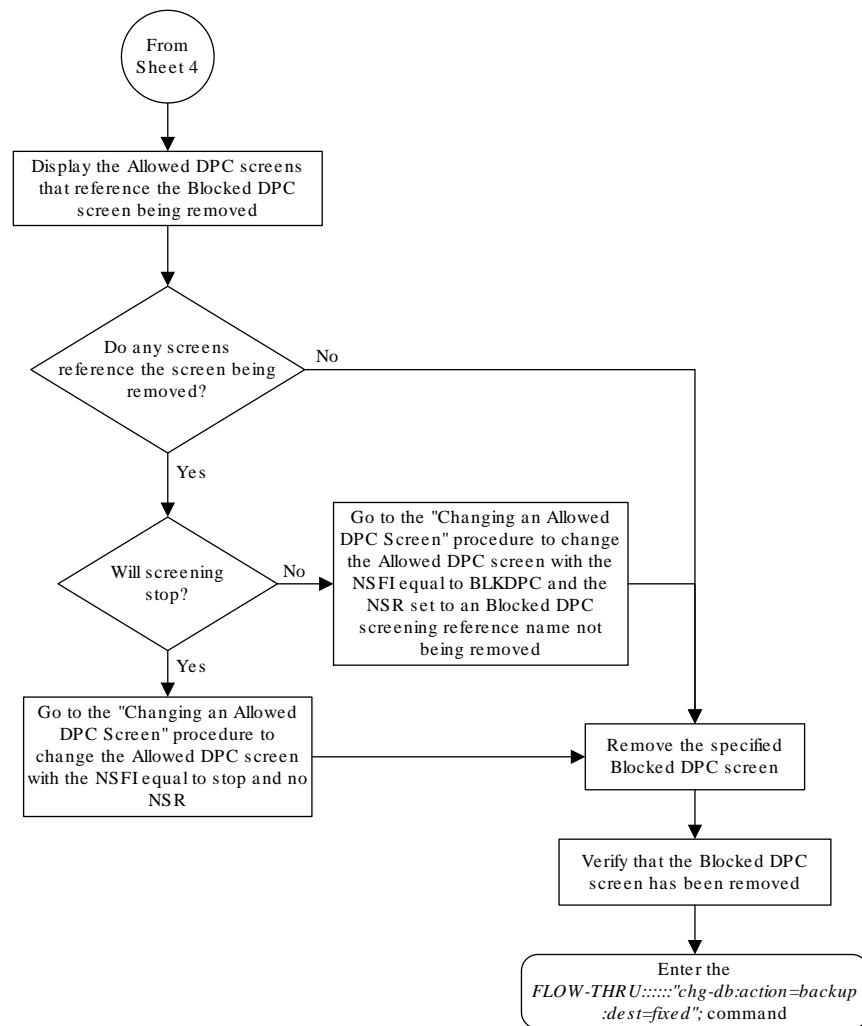 From
Sheet 4
Display the Allowed DPC screens
that reference the Blocked DPC
screen being removed
Do any screens
reference the screen being
removed?
No
Yes
Will screening
stop?
No
Go to the "Changing an Allowed
DPC Screen" procedure to change
the Allowed DPC screen with the
NSFI equal to BLKDPC and the
NSR set to an Blocked DPC
screening reference name not
being removed
Yes
Go to the "Changing an Allowed
DPC Screen" procedure to
change the Allowed DPC screen
with the NSFI equal to stop and no
NSR
Remove the specified
Blocked DPC screen
Verify that the Blocked DPC
screen has been removed
Enter the
FLOW-THRU::::::"chg-db:action=backup
:dest=fixed"; command